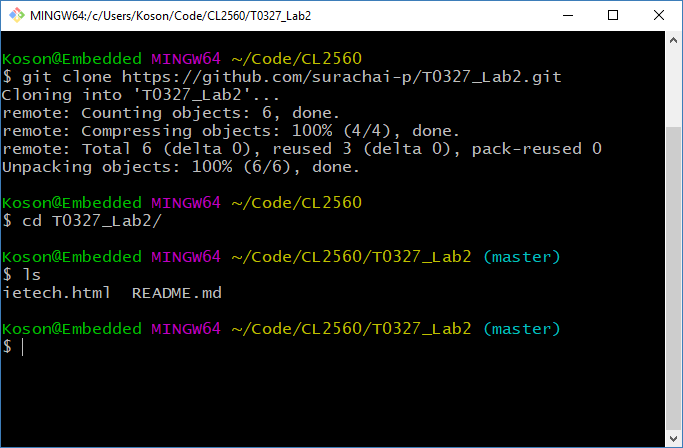 MINGW64:/c/Users/Koson/Code/CL2560/T0327_Lab2
Koson@Embedded MINGW64 ~/Code/CL2560
$ git clone https://github.com/surachai-p/T0327_Lab2.git
Cloning into 'T0327_Lab2'...
remote: Counting objects: 6, done.
remote: Compressing objects: 100% (4/4), done.
remote: Total 6 (delta 0), reused 3 (delta 0), pack-reused 0
Unpacking objects: 100% (6/6), done.
Koson@Embedded MINGW64 ~/Code/CL2560
$ cd T0327_Lab2/
Koson@Embedded MINGW64 ~/Code/CL2560/T0327_Lab2 (master)
$ ls
ietech.html  README.md
Koson@Embedded MINGW64 ~/Code/CL2560/T0327_Lab2 (master)
$